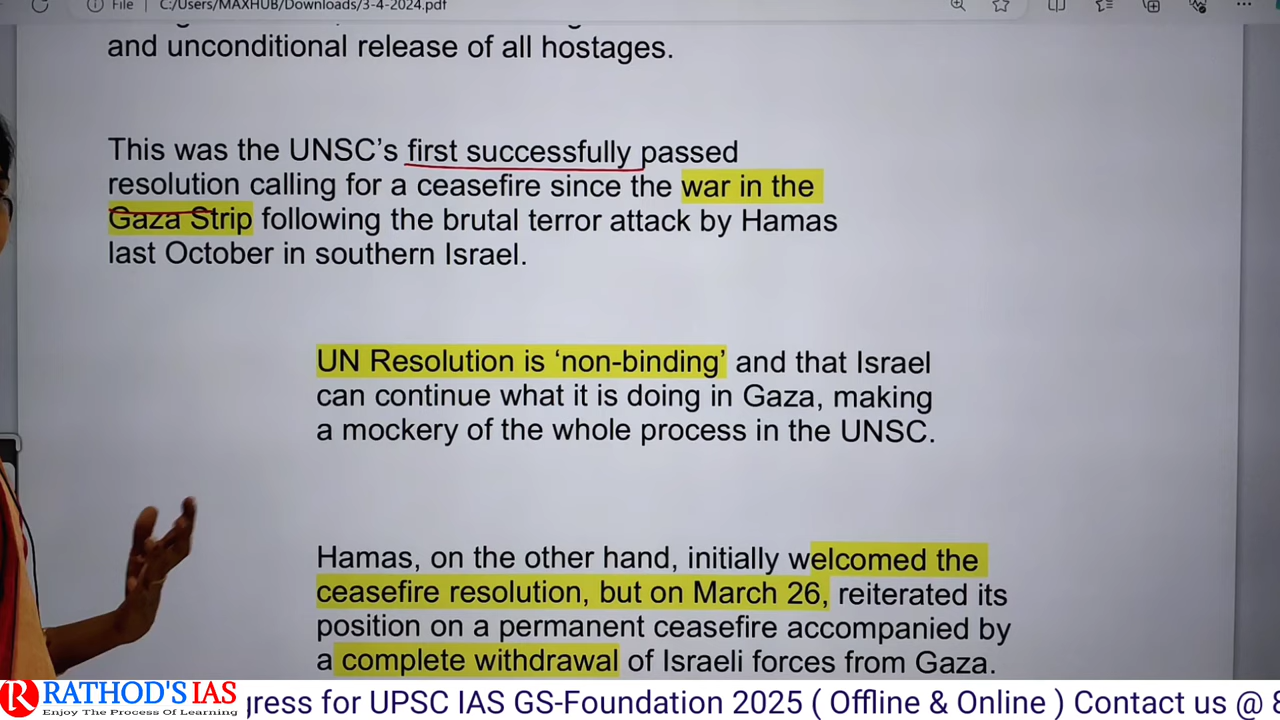 File C:/Users/MAXHUB/Downloads/3-4-2024.pdf
and unconditional release of all hostages.
This was the UNSC’s first successfully passed
resolution calling for a ceasefire since the war in the
Gaza Strip following the brutal terror attack by Hamas
last October in southern Israel.
UN Resolution is ‘non-binding’ and that Israel
can continue what it is doing in Gaza, making
a mockery of the whole process in the UNSC.
Hamas, on the other hand, initially welcomed the
ceasefire resolution, but on March 26, reiterated its
position on a permanent ceasefire accompanied by
a complete withdrawal of Israeli forces from Gaza.
R RATHOD'S IAS
Enjoy The Process Of Learning
gress for UPSC IAS GS-Foundation 2025 ( Offline & Online ) Contact us @ 8